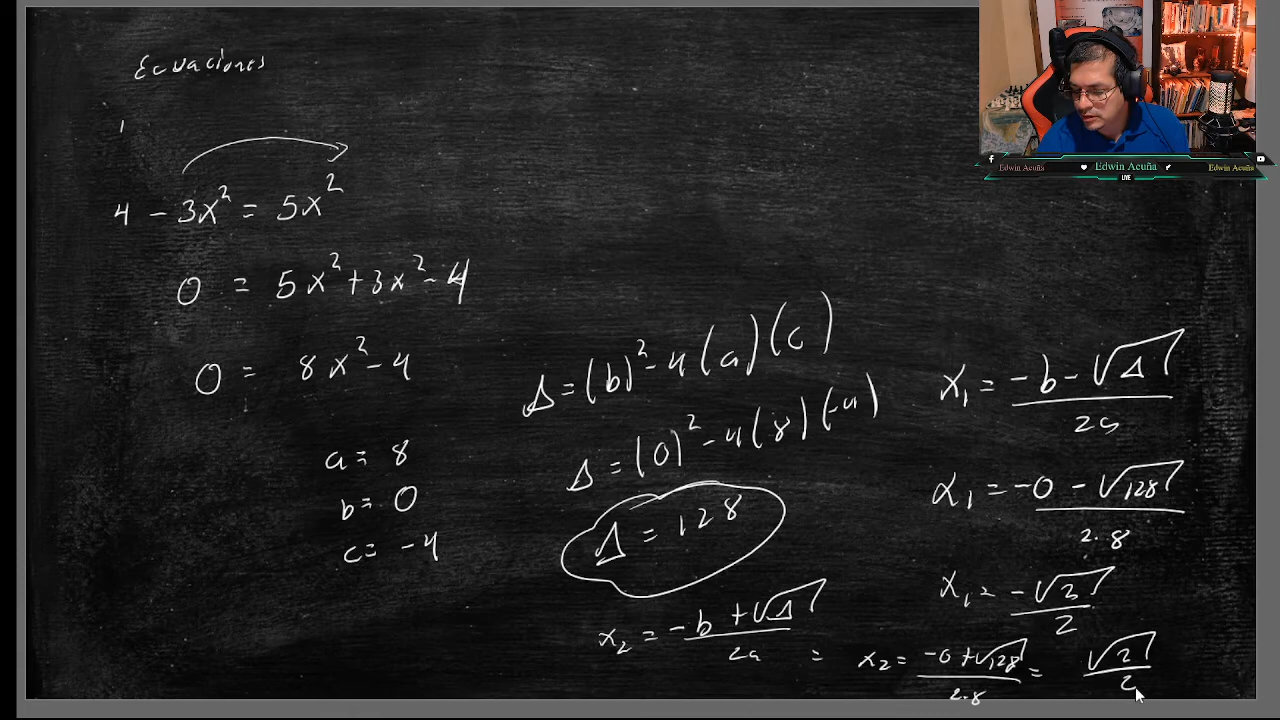 Ecuaciones
1
4 - 3x² = 5x²
0 = 5x² + 3x² - 4
0 = 8x² - 4
a = 8
b = 0
c = -4
Δ = (b)² - 4(a)(c)
Δ = (0)² - 4(8)(-4)
Δ = 128
x₂ = (-b + √Δ)/2a =
x₁ = (-b - √Δ)/2a
x₁ = (-0 - √128)/2·8
x₁ = -√2/2
x₂ = (-0 + √128)/2·8 = √2/2
Edwin Acuña Edwin Acuña Edwin Acuña
LIVE